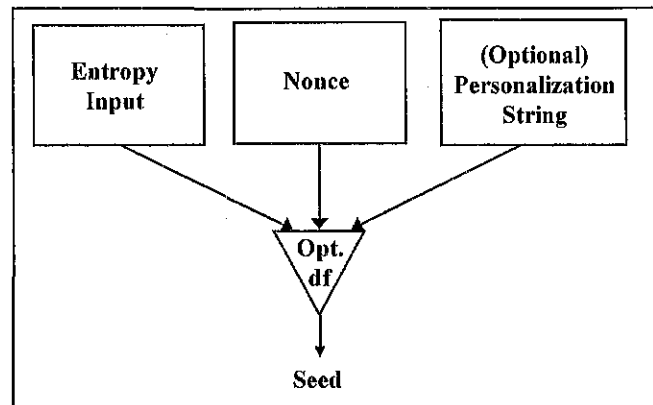 Entropy
Input
Nonce
(Optional)
Personalization
String
Opt.
df
Seed